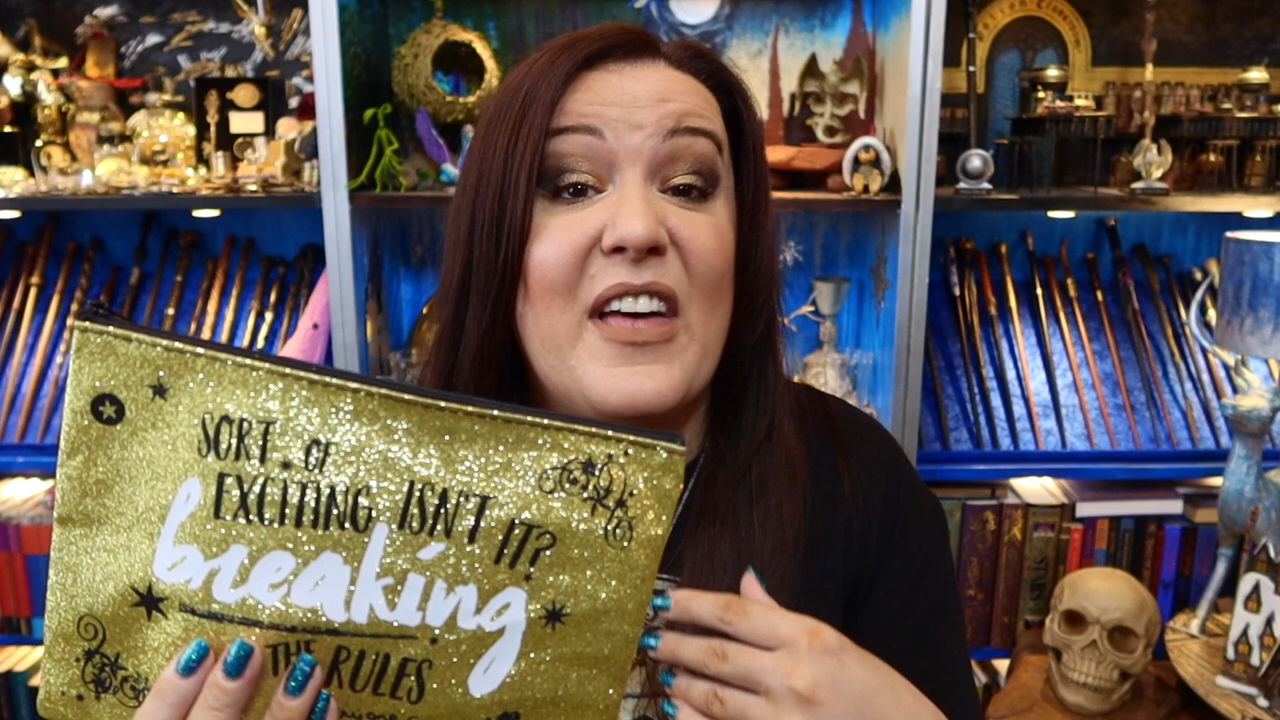 SORT OF
EXCITING ISN'T IT?
breaking
THE RULES